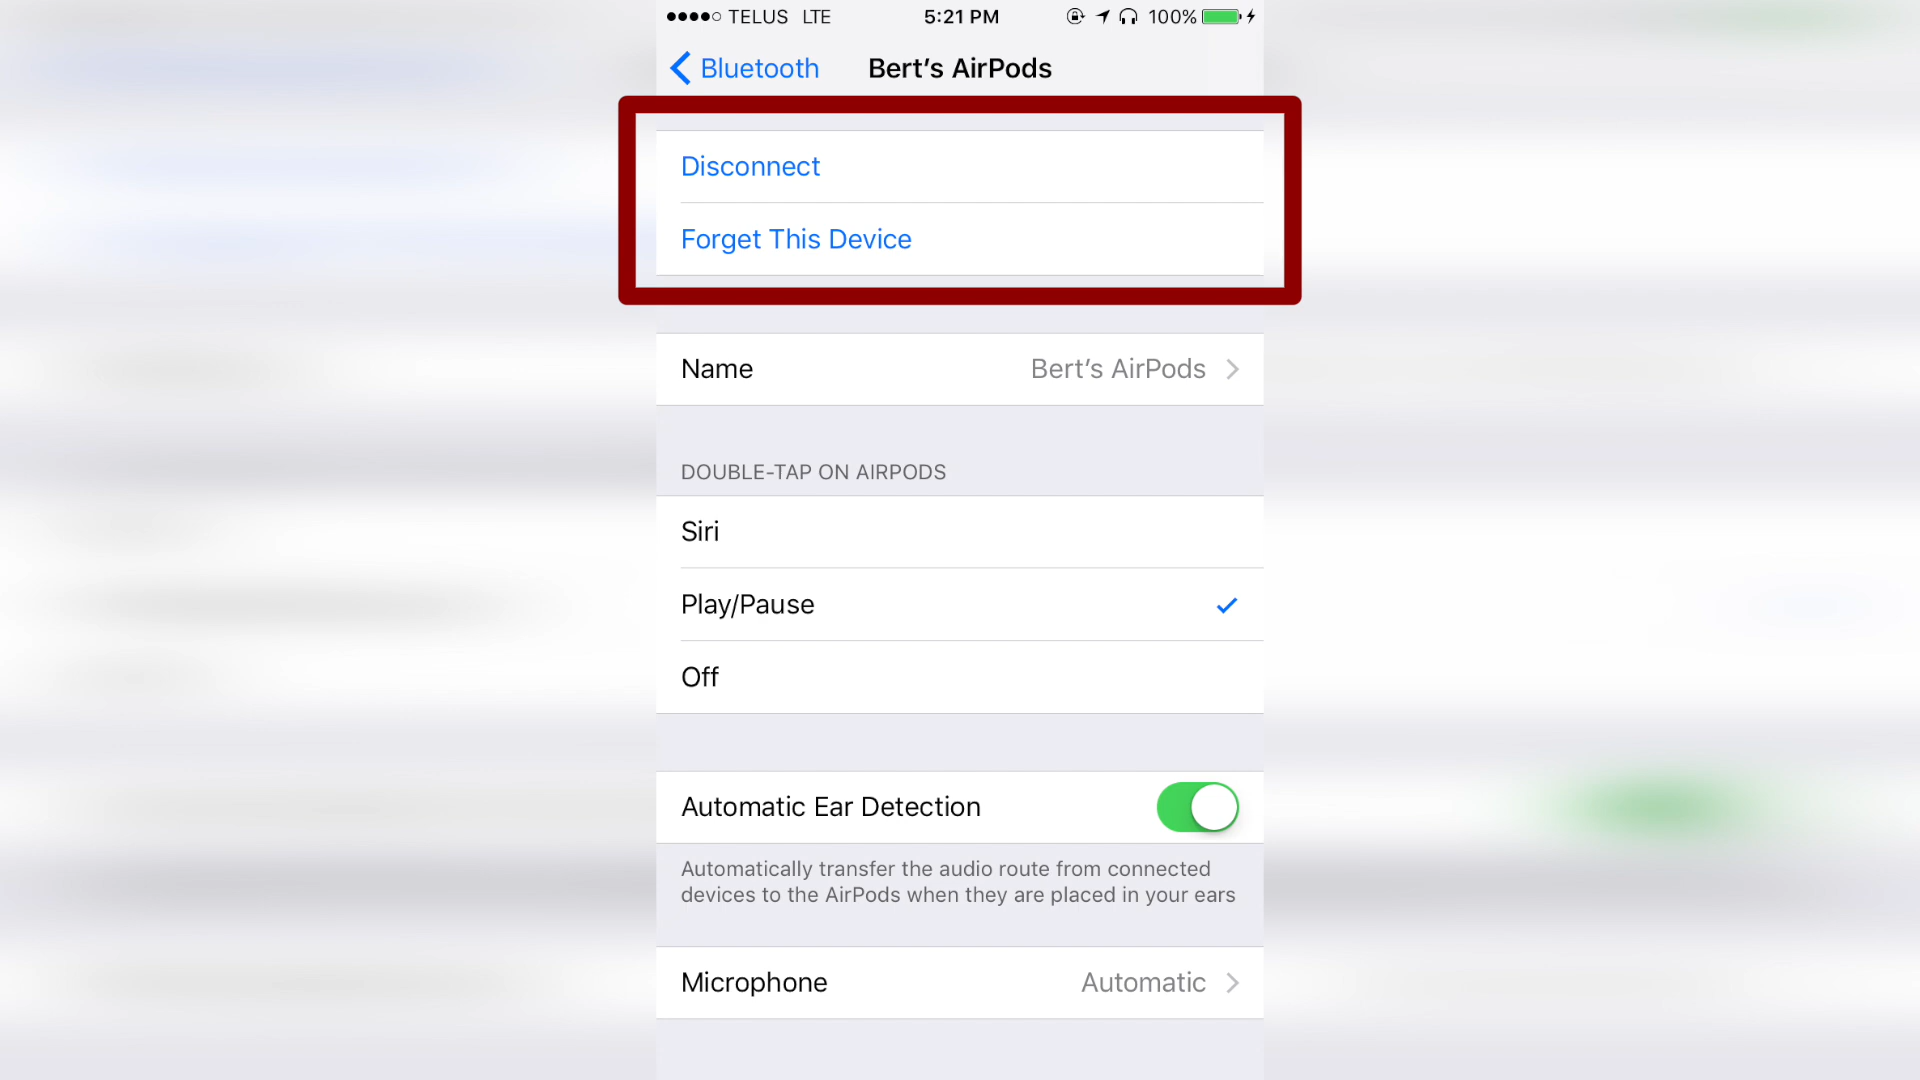 TELUS LTE 5:21 PM 100%
Bluetooth Bert’s AirPods
Disconnect
Forget This Device
Name Bert’s AirPods
DOUBLE-TAP ON AIRPODS
Siri
Play/Pause
Off
Automatic Ear Detection
Automatically transfer the audio route from connected
devices to the AirPods when they are placed in your ears
Microphone Automatic